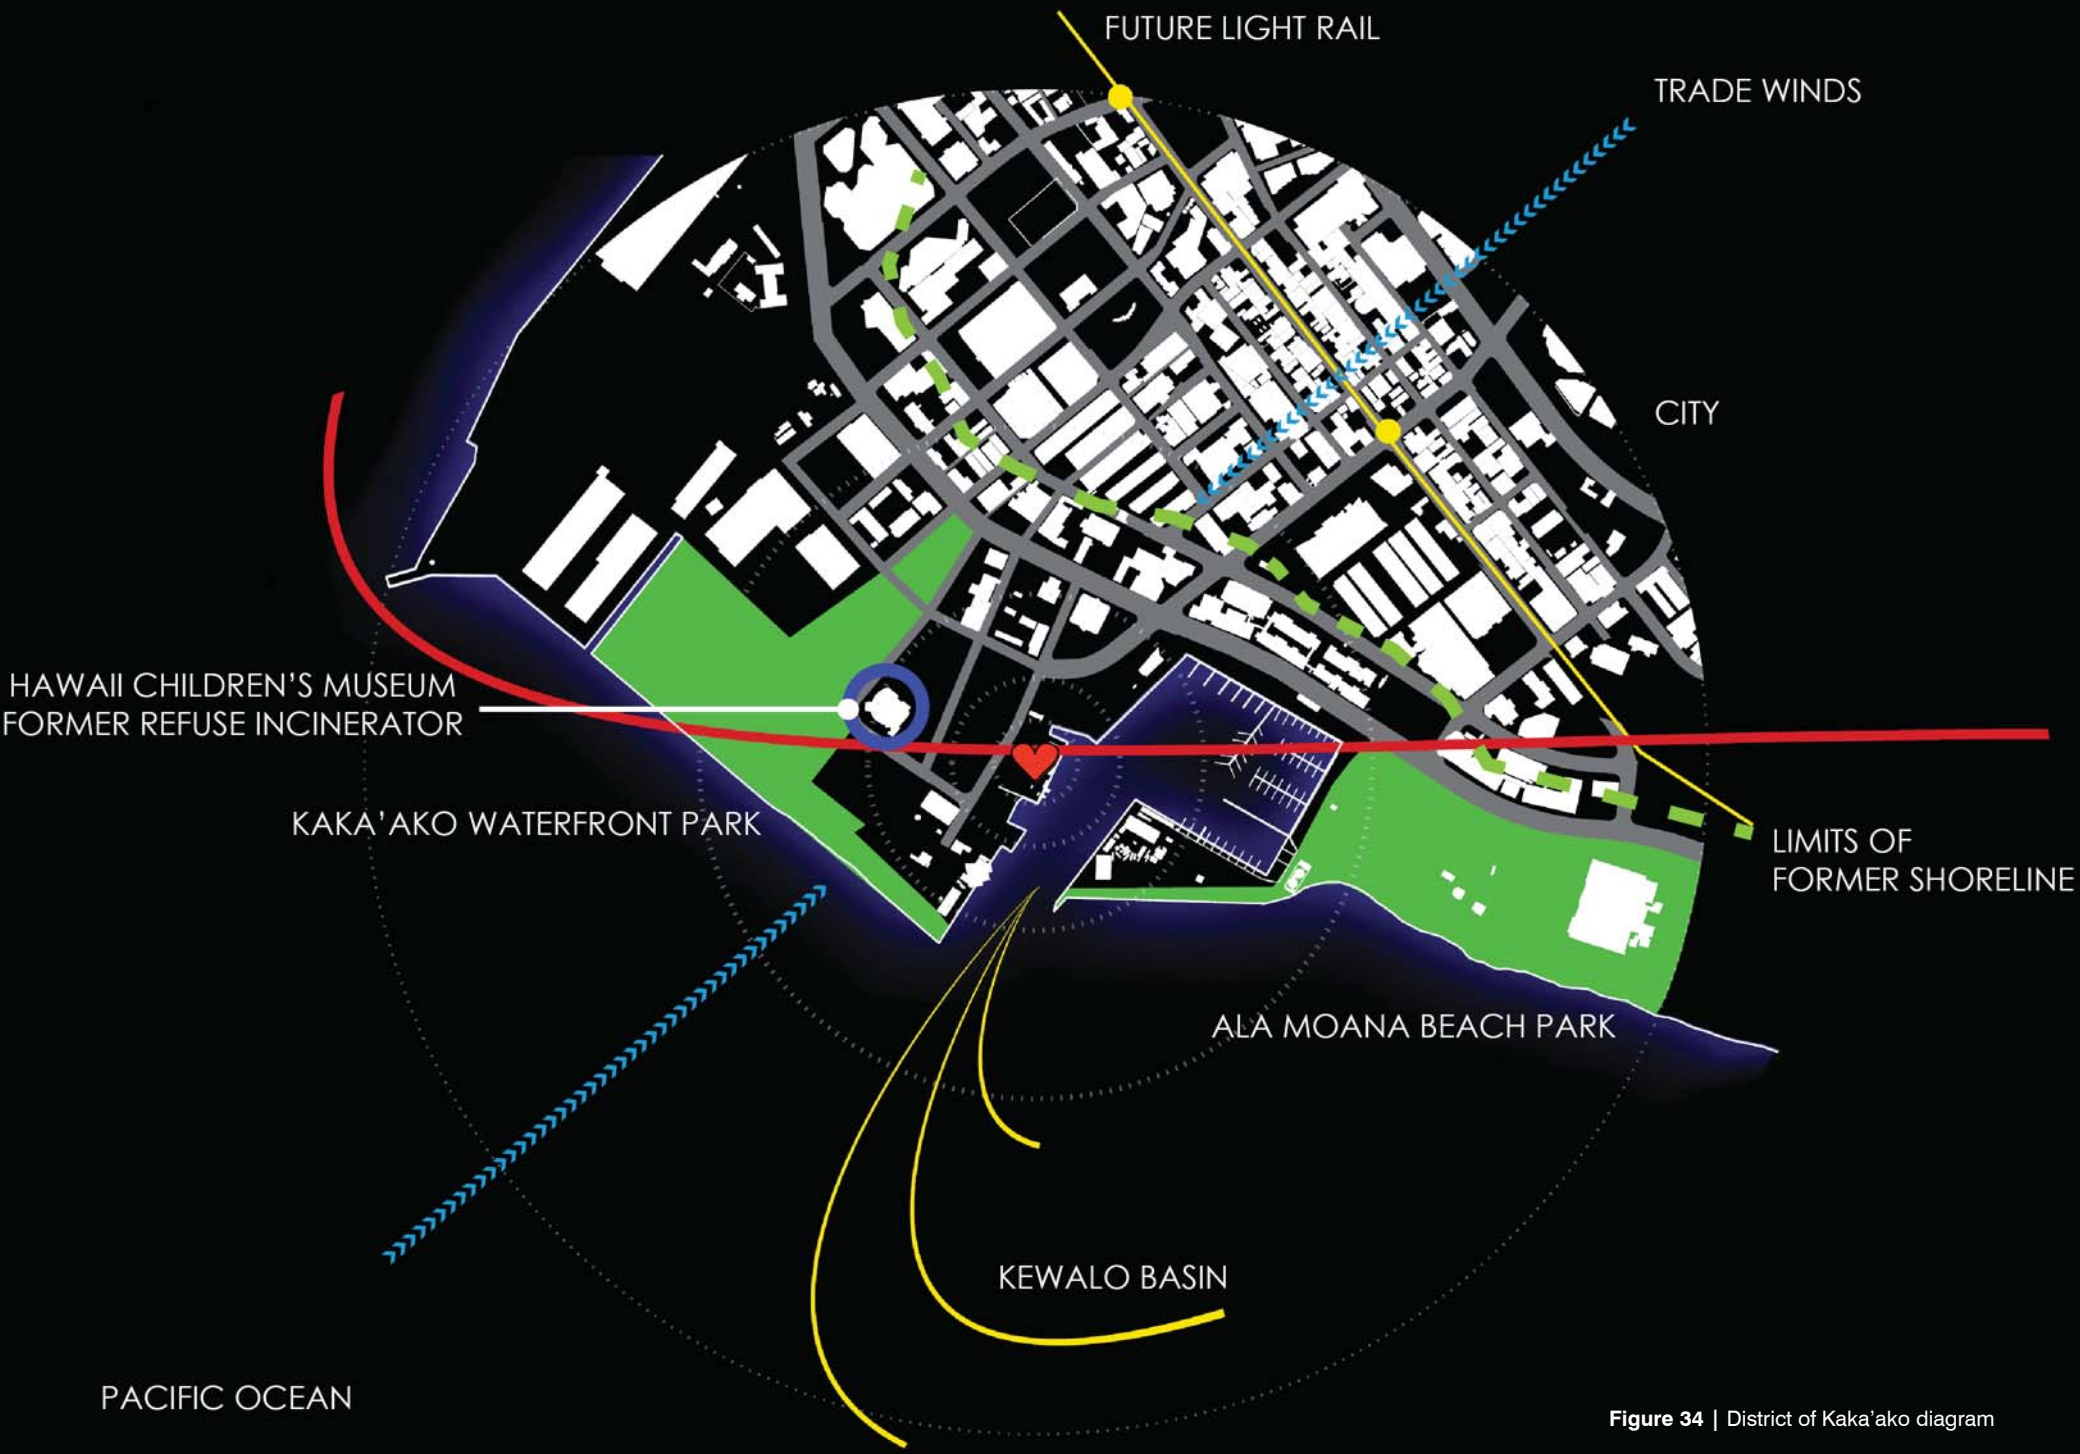 FUTURE LIGHT RAIL
TRADE WINDS
CITY
HAWAII CHILDREN'S MUSEUM
FORMER REFUSE INCINERATOR
KAKA'AKO WATERFRONT PARK
LIMITS OF
FORMER SHORELINE
ALA MOANA BEACH PARK
KEWALO BASIN
PACIFIC OCEAN
Figure 34 | District of Kaka'ako diagram